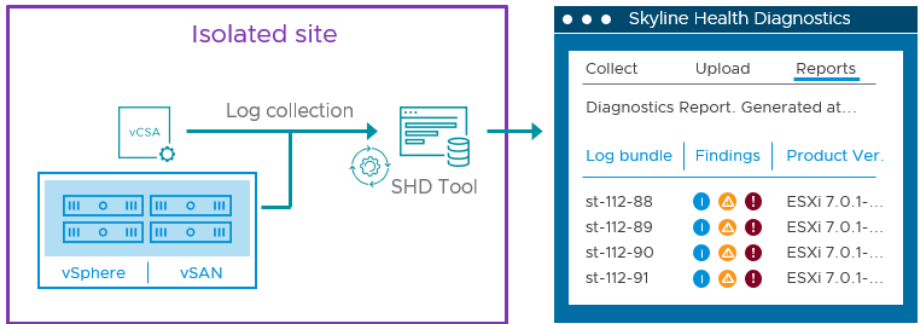 Isolated site
vCSA
Log collection
SHD Tool
vSphere | vSAN
Skyline Health Diagnostics
Collect Upload Reports
Diagnostics Report. Generated at...
Log bundle | Findings | Product Ver.
st-112-88 ESXi 7.0.1-...
st-112-89 ESXi 7.0.1-...
st-112-90 ESXi 7.0.1-...
st-112-91 ESXi 7.0.1-...